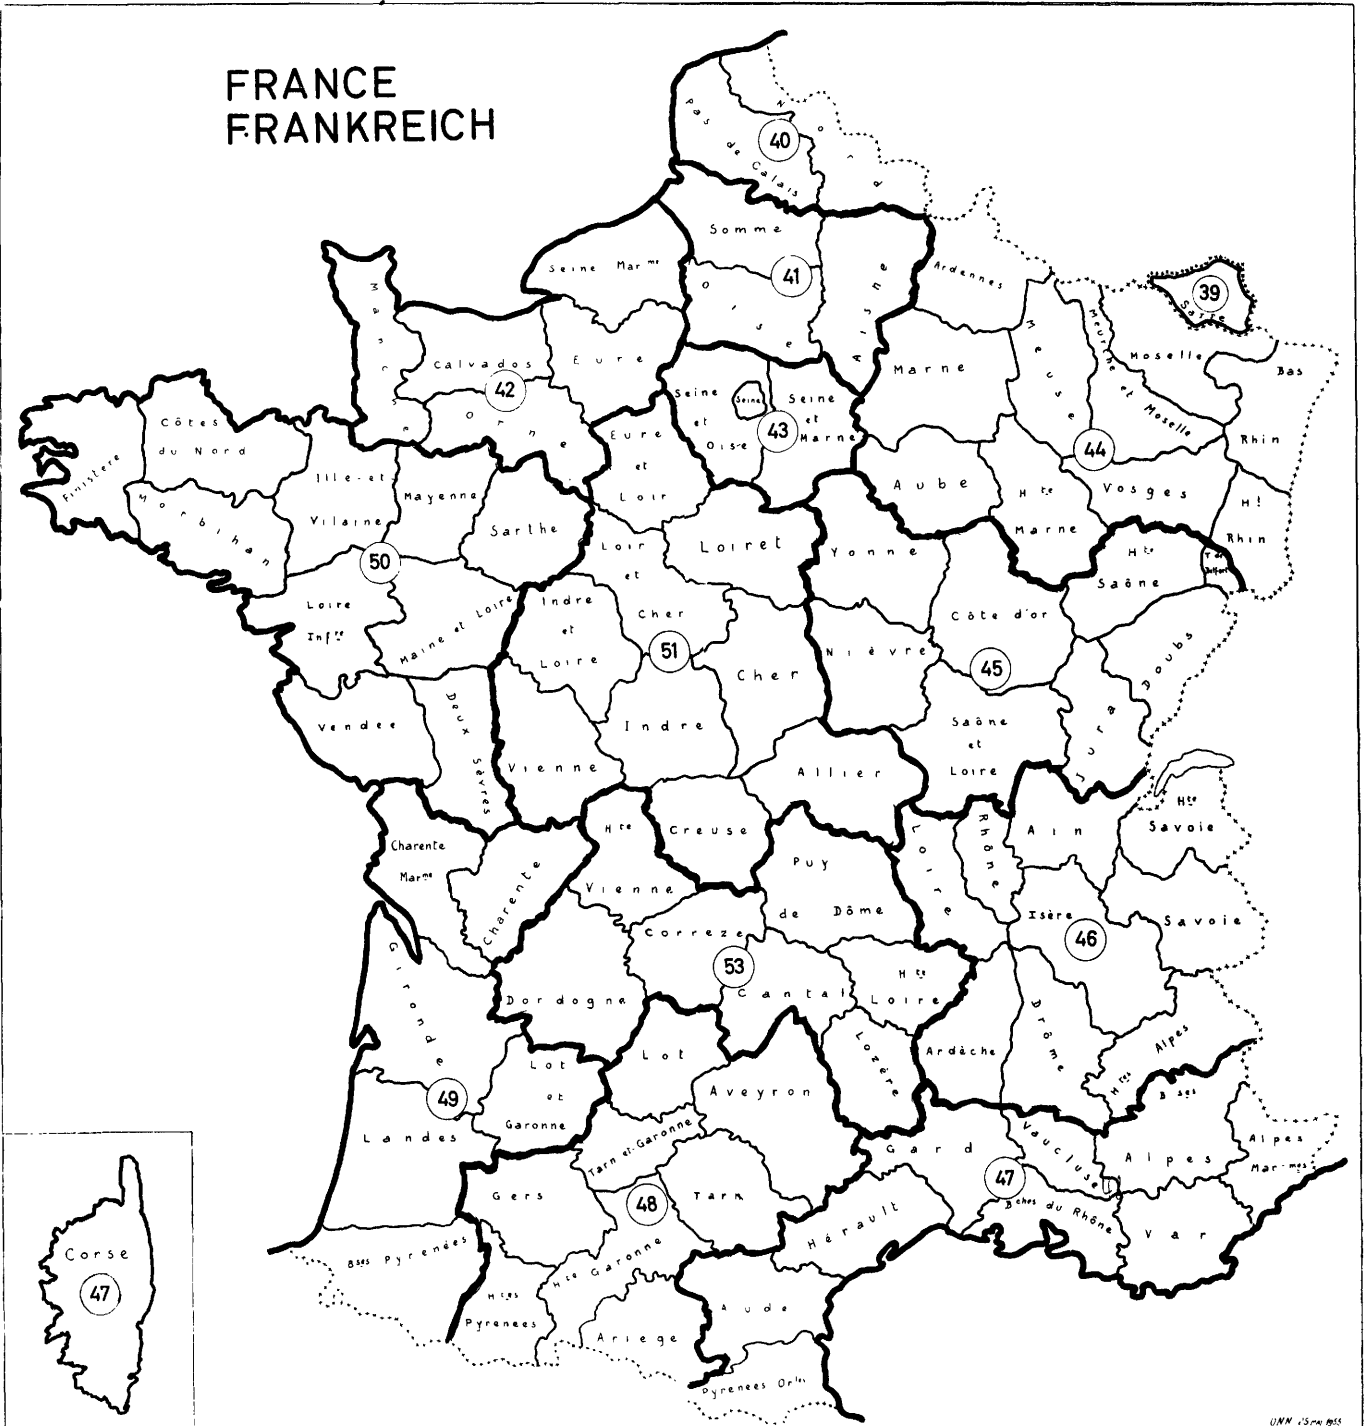 FRANCE
FRANKREICH
Nord
Pas de Calais
40
Somme
41
Oise
Aisne
Seine Marme
Ardennes
39
Sarre
Manche
Calvados
42
Eure
Orne
Marne
Meuse
Meurthe et Moselle
Moselle
Bas
Rhin
Seine
et
Oise
Seine
43
Seine
et
Marne
44
Côtes
du Nord
Finistere
Morbihan
Ille-et
Vilaine
Mayenne
Sarthe
Eure
et
Loir
Aube
Hte
Marne
Vosges
Ht
Rhin
50
Loire
Infre
Maine et Loire
Loir
et
Cher
Loiret
Yonne
Côte d'or
Hte
Saône
T. de
Belfort
Indre
et
Loire
51
Cher
Nièvre
45
Doubs
Jura
Vendee
Deux Sèvres
Vienne
Indre
Allier
Saône
et
Loire
Charente
Marme
Charente
Hte
Vienne
Creuse
Puy
de Dôme
Loire
Rhône
Ain
Hte
Savoie
Isère
46
Savoie
Gironde
Dordogne
Correze
53
Cantal
Hte
Loire
Ardèche
Drôme
Htes Alpes
49
Landes
Lot
et
Garonne
Lot
Aveyron
Lozère
Bses
Alpes
Alpes
Mar-mes
Tarn et-Garonne
Gard
Vaucluse
47
Gers
48
Tarn
Hérault
Bches du Rhône
Var
Bses Pyrenées
Htes
Pyrenees
Hte Garonne
Ariege
Aude
Pyrenees Orles
Corse
47